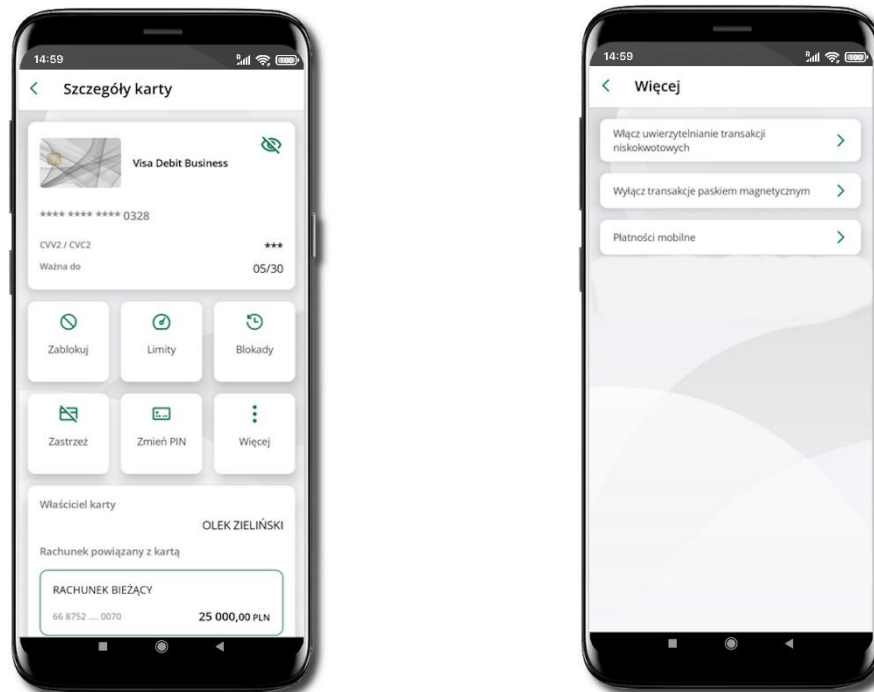 14:59
Szczegóły karty
Visa Debit Business
**** **** **** 0328
CVV2 / CVC2 ***
Ważna do 05/30
Zablokuj Limity Blokady
Zastrzeż Zmień PIN Więcej
Właściciel karty
OLEK ZIELIŃSKI
Rachunek powiązany z kartą
RACHUNEK BIEŻĄCY
66 8752 .... 0070 25 000,00 PLN
14:59
Więcej
Włącz uwierzytelnianie transakcji
niskokwotowych
Wyłącz transakcje paskiem magnetycznym
Płatności mobilne